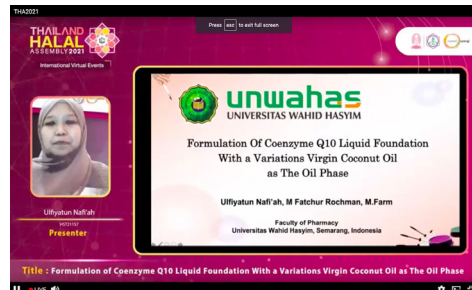 THA2021
Press esc to exit full screen
THAILAND
HALAL
ASSEMBLY2021
International Virtual Events
unwahas
UNIVERSITAS WAHID HASYIM
Formulation Of Coenzyme Q10 Liquid Foundation
With a Variations Virgin Coconut Oil
as The Oil Phase
Ulfiyatun Nafi'ah, M Fatchur Rochman, M.Farm
Faculty of Pharmacy
Universitas Wahid Hasyim, Semarang, Indonesia
Ulfiyatun Nafi'ah
Presenter
Title : Formulation of Coenzyme Q10 Liquid Foundation With a Variations Virgin Coconut Oil as The Oil Phase
LIVE